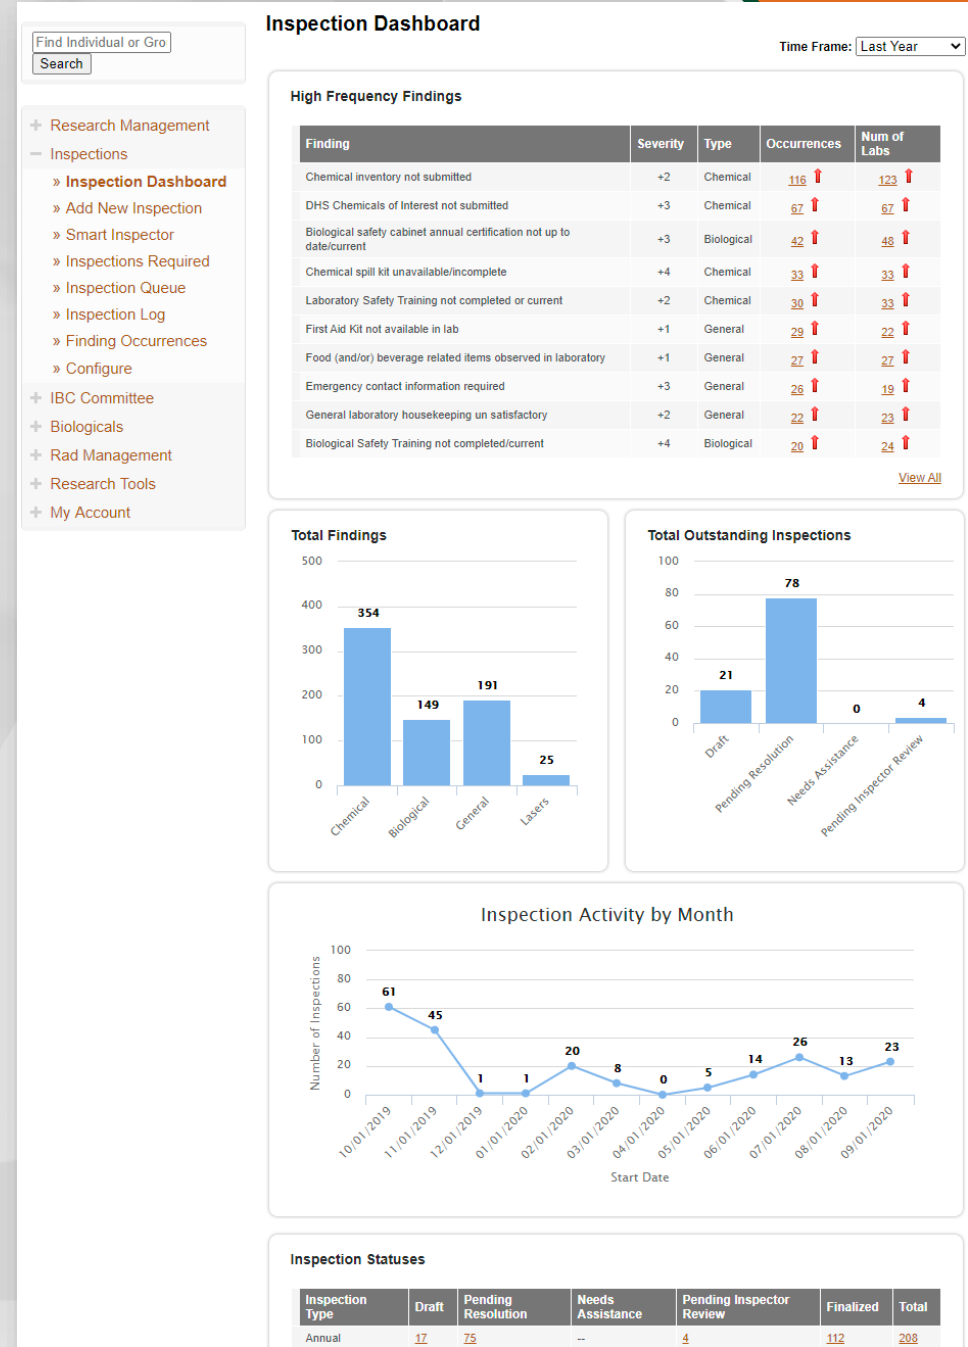 Inspection Dashboard
Find Individual or Gro
Search
Time Frame: Last Year
+ Research Management
− Inspections
» Inspection Dashboard
» Add New Inspection
» Smart Inspector
» Inspections Required
» Inspection Queue
» Inspection Log
» Finding Occurrences
» Configure
+ IBC Committee
+ Biologicals
+ Rad Management
+ Research Tools
+ My Account
High Frequency Findings
Finding Severity Type Occurrences Num of Labs
Chemical inventory not submitted +2 Chemical 116 123
DHS Chemicals of Interest not submitted +3 Chemical 67 67
Biological safety cabinet annual certification not up to
date/current +3 Biological 42 48
Chemical spill kit unavailable/incomplete +4 Chemical 33 33
Laboratory Safety Training not completed or current +2 Chemical 30 33
First Aid Kit not available in lab +1 General 29 22
Food (and/or) beverage related items observed in laboratory +1 General 27 27
Emergency contact information required +3 General 26 19
General laboratory housekeeping un satisfactory +2 General 22 23
Biological Safety Training not completed/current +4 Biological 20 24
View All
Total Findings
500
400
300
200
100
0
354
149
191
25
Chemical
Biological
General
Lasers
Total Outstanding Inspections
100
80
60
40
20
0
21
78
0
4
Draft
Pending Resolution
Needs Assistance
Pending Inspector Review
Inspection Activity by Month
Number of Inspections
100
80
60
40
20
0
61
45
1
1
20
8
0
5
14
26
13
23
10/01/2019
11/01/2019
12/01/2019
01/01/2020
02/01/2020
03/01/2020
04/01/2020
05/01/2020
06/01/2020
07/01/2020
08/01/2020
09/01/2020
Start Date
Inspection Statuses
Inspection Type Draft Pending Resolution Needs Assistance Pending Inspector Review Finalized Total
Annual 17 75 -- 4 112 208